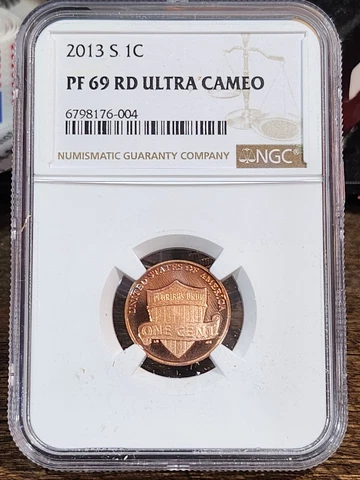 2013 S 1C
PF 69 RD ULTRA CAMEO
6798176-004
NUMISMATIC GUARANTY COMPANY
NGC
UNITED STATES OF AMERICA
E PLURIBUS UNUM
ONE CENT